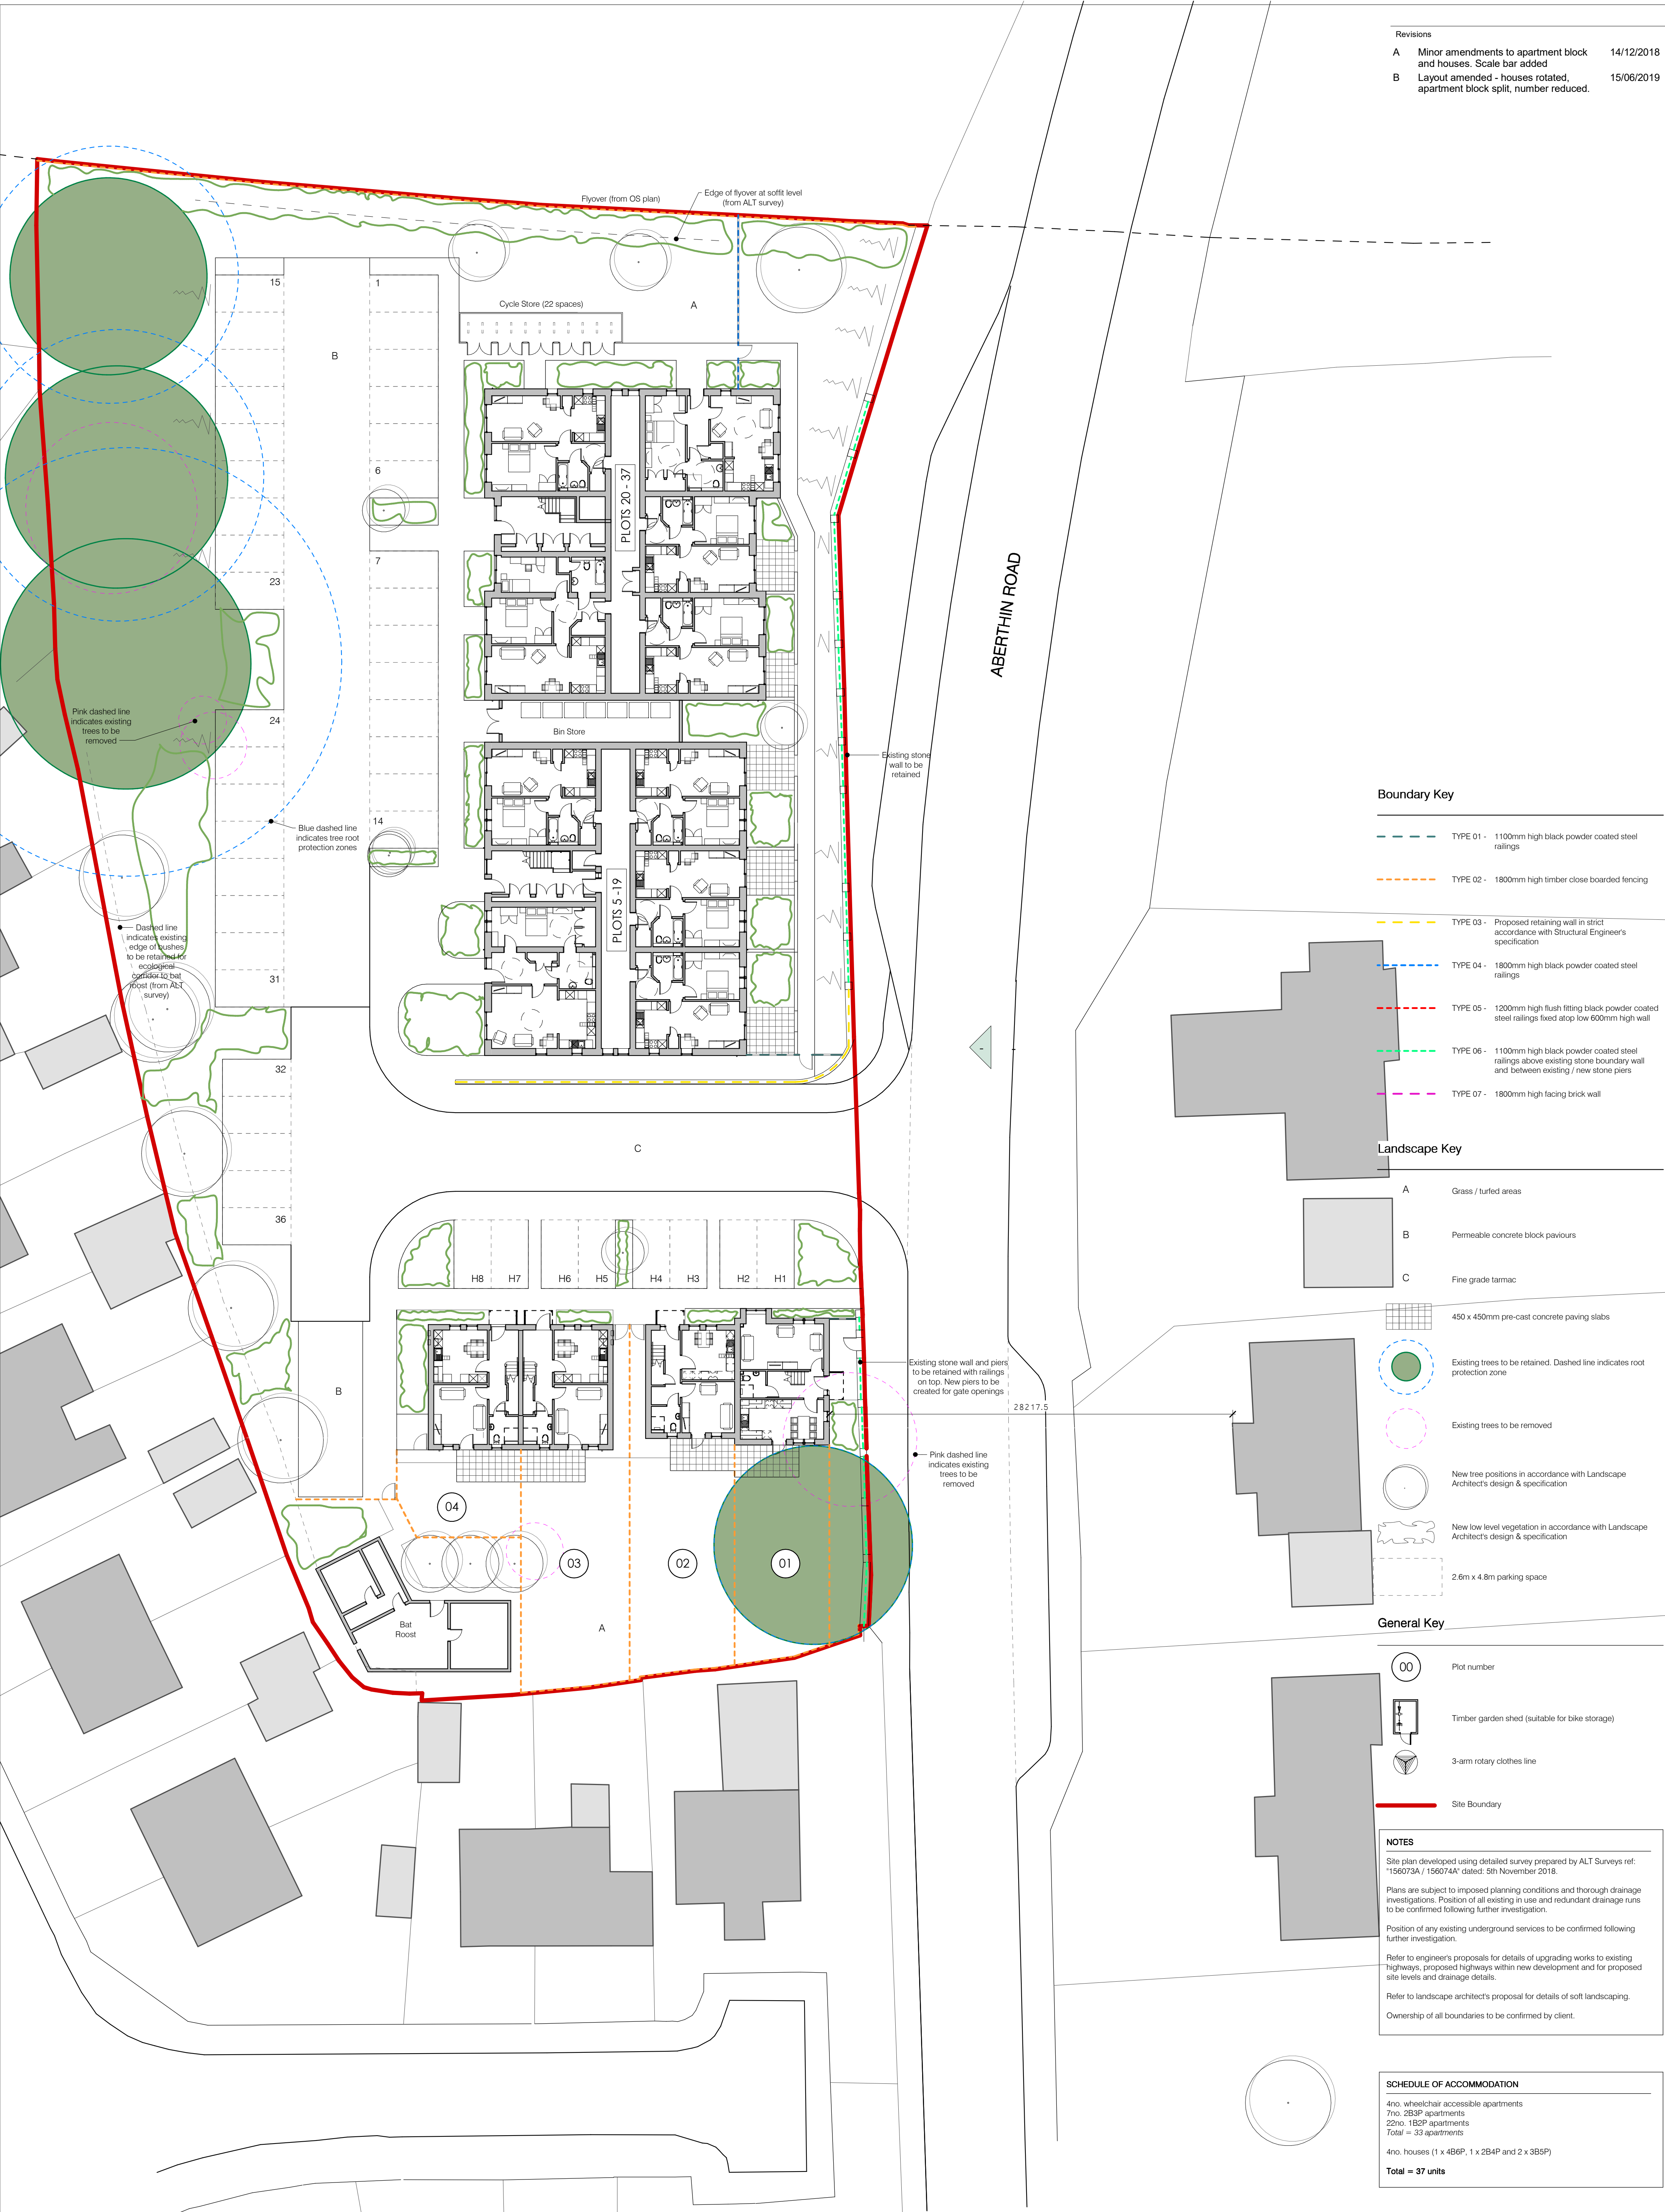 Revisions
A Minor amendments to apartment block 14/12/2018
and houses. Scale bar added
B Layout amended - houses rotated, 15/06/2019
apartment block split, number reduced.
Flyover (from OS plan)
Edge of flyover at soffit level
(from ALT survey)
15
1
Cycle Store (22 spaces)
A
B
6
PLOTS 20 - 37
7
23
ABERTHIN ROAD
Pink dashed line
indicates existing
trees to be
removed
24
Bin Store
Existing stone
wall to be
retained
14
Blue dashed line
indicates tree root
protection zones
PLOTS 5 -19
Dashed line
indicates existing
edge of bushes
to be retained for
ecological
corridor to bat
roost (from ALT
survey)
31
-
32
C
36
H8
H7
H6
H5
H4
H3
H2
H1
B
Existing stone wall and piers
to be retained with railings
on top. New piers to be
created for gate openings
28217.5
Pink dashed line
indicates existing
trees to be
removed
04
03
02
01
Bat
Roost
A
Boundary Key
TYPE 01 - 1100mm high black powder coated steel
railings
TYPE 02 - 1800mm high timber close boarded fencing
TYPE 03 - Proposed retaining wall in strict
accordance with Structural Engineer's
specification
TYPE 04 - 1800mm high black powder coated steel
railings
TYPE 05 - 1200mm high flush fitting black powder coated
steel railings fixed atop low 600mm high wall
TYPE 06 - 1100mm high black powder coated steel
railings above existing stone boundary wall
and between existing / new stone piers
TYPE 07 - 1800mm high facing brick wall
Landscape Key
A Grass / turfed areas
B Permeable concrete block paviours
C Fine grade tarmac
450 x 450mm pre-cast concrete paving slabs
Existing trees to be retained. Dashed line indicates root
protection zone
Existing trees to be removed
New tree positions in accordance with Landscape
Architect's design & specification
New low level vegetation in accordance with Landscape
Architect's design & specification
2.6m x 4.8m parking space
General Key
00 Plot number
Timber garden shed (suitable for bike storage)
3-arm rotary clothes line
Site Boundary
NOTES
Site plan developed using detailed survey prepared by ALT Surveys ref:
"156073A / 156074A" dated: 5th November 2018.
Plans are subject to imposed planning conditions and thorough drainage
investigations. Position of all existing in use and redundant drainage runs
to be confirmed following further investigation.
Position of any existing underground services to be confirmed following
further investigation.
Refer to engineer's proposals for details of upgrading works to existing
highways, proposed highways within new development and for proposed
site levels and drainage details.
Refer to landscape architect's proposal for details of soft landscaping.
Ownership of all boundaries to be confirmed by client.
SCHEDULE OF ACCOMMODATION
4no. wheelchair accessible apartments
7no. 2B3P apartments
22no. 1B2P apartments
Total = 33 apartments
4no. houses (1 x 4B6P, 1 x 2B4P and 2 x 3B5P)
Total = 37 units